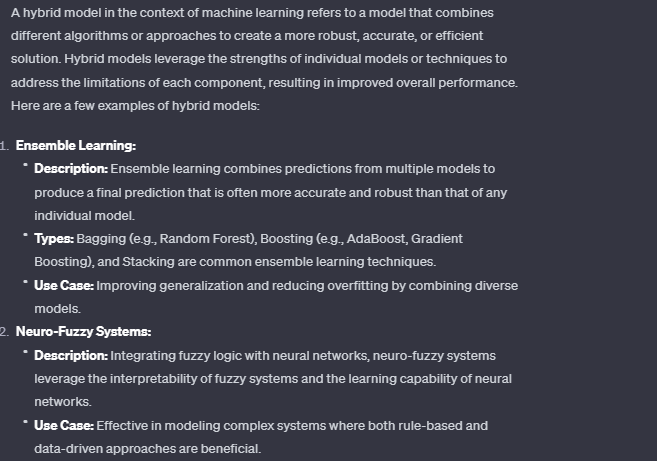 A hybrid model in the context of machine learning refers to a model that combines
different algorithms or approaches to create a more robust, accurate, or efficient
solution. Hybrid models leverage the strengths of individual models or techniques to
address the limitations of each component, resulting in improved overall performance.
Here are a few examples of hybrid models:
1. Ensemble Learning:
• Description: Ensemble learning combines predictions from multiple models to
produce a final prediction that is often more accurate and robust than that of any
individual model.
• Types: Bagging (e.g., Random Forest), Boosting (e.g., AdaBoost, Gradient
Boosting), and Stacking are common ensemble learning techniques.
• Use Case: Improving generalization and reducing overfitting by combining diverse
models.
2. Neuro-Fuzzy Systems:
• Description: Integrating fuzzy logic with neural networks, neuro-fuzzy systems
leverage the interpretability of fuzzy systems and the learning capability of neural
networks.
• Use Case: Effective in modeling complex systems where both rule-based and
data-driven approaches are beneficial.